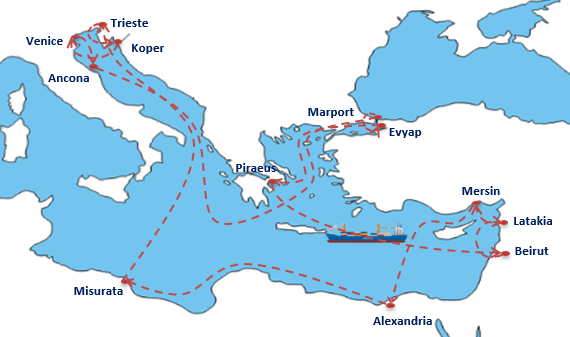 Trieste
Venice
Koper
Ancona
Marport
Evyap
Piraeus
Mersin
Latakia
Beirut
Misurata
Alexandria